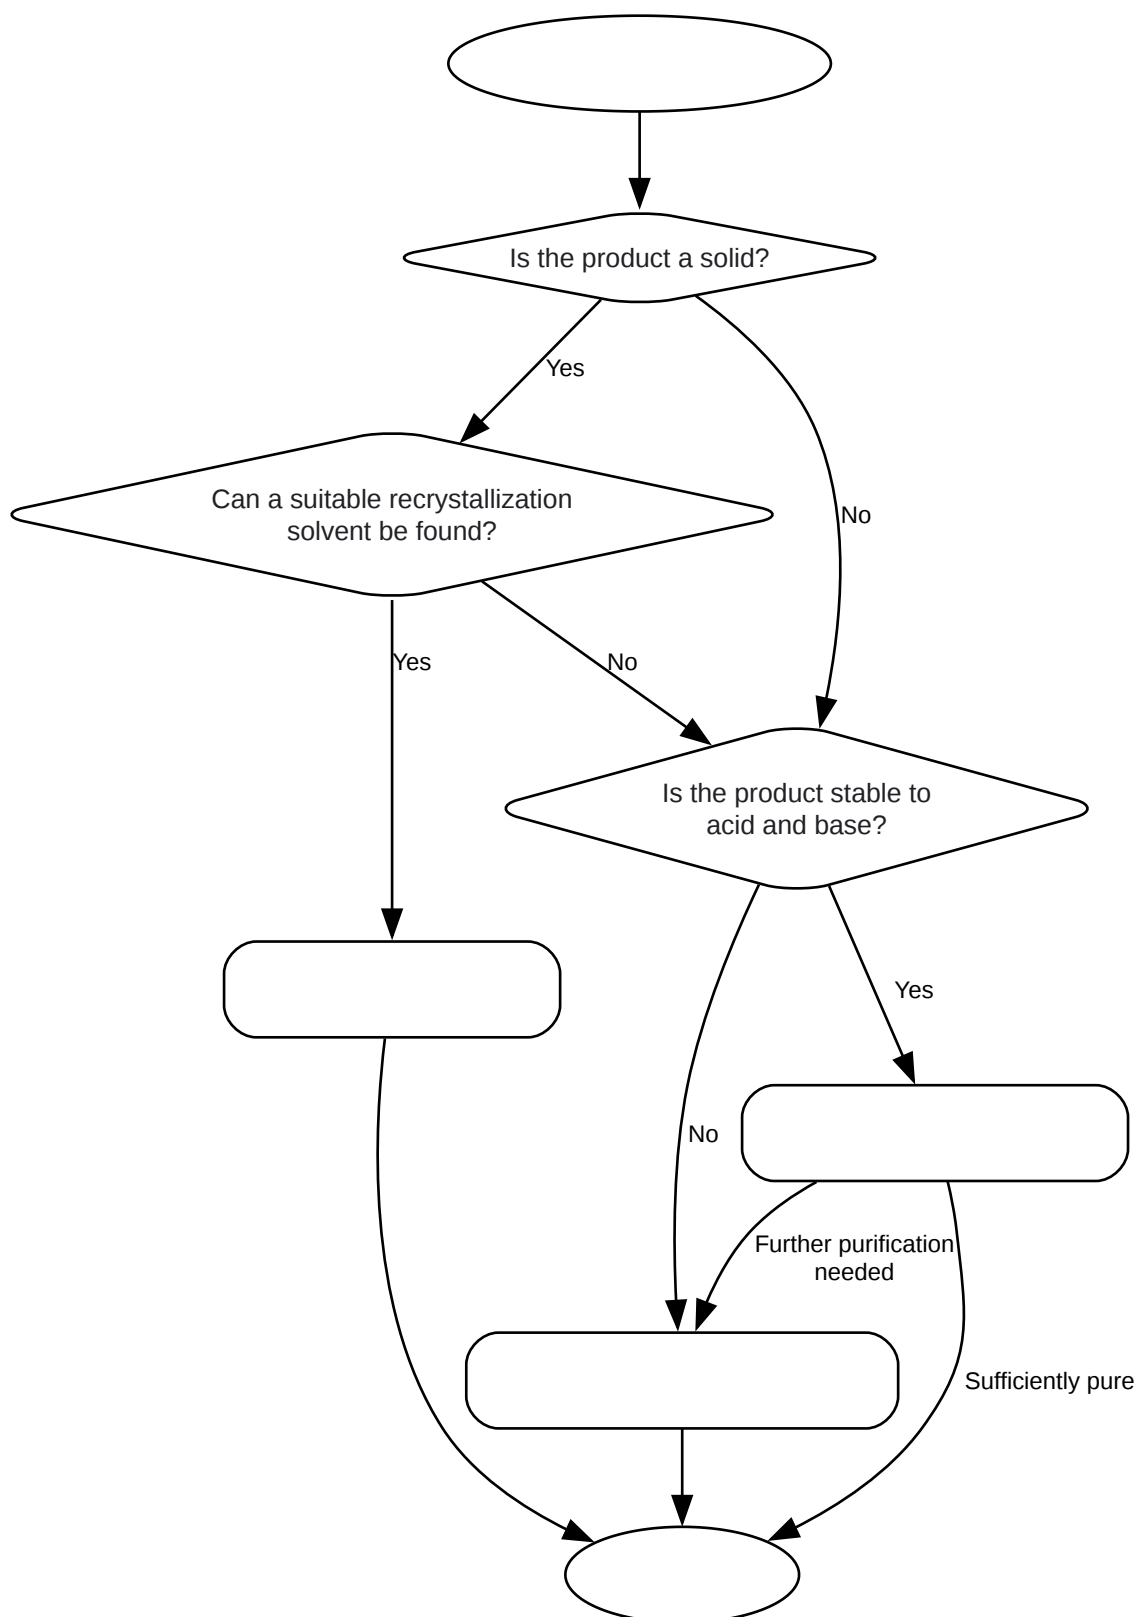 Is the product a solid?
Yes
Can a suitable recrystallization
solvent be found?
No
Yes
No
Is the product stable to
acid and base?
Yes
No
Further purification
needed
Sufficiently pure